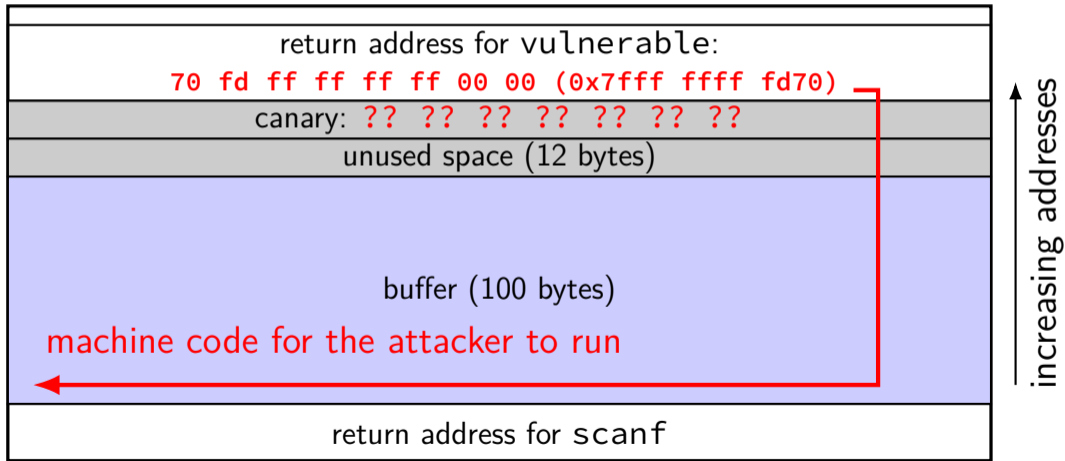 return address for vulnerable:
70 fd ff ff ff ff 00 00 (0x7fff ffff fd70)
canary: ?? ?? ?? ?? ?? ?? ??
unused space (12 bytes)
buffer (100 bytes)
machine code for the attacker to run
return address for scanf
increasing addresses